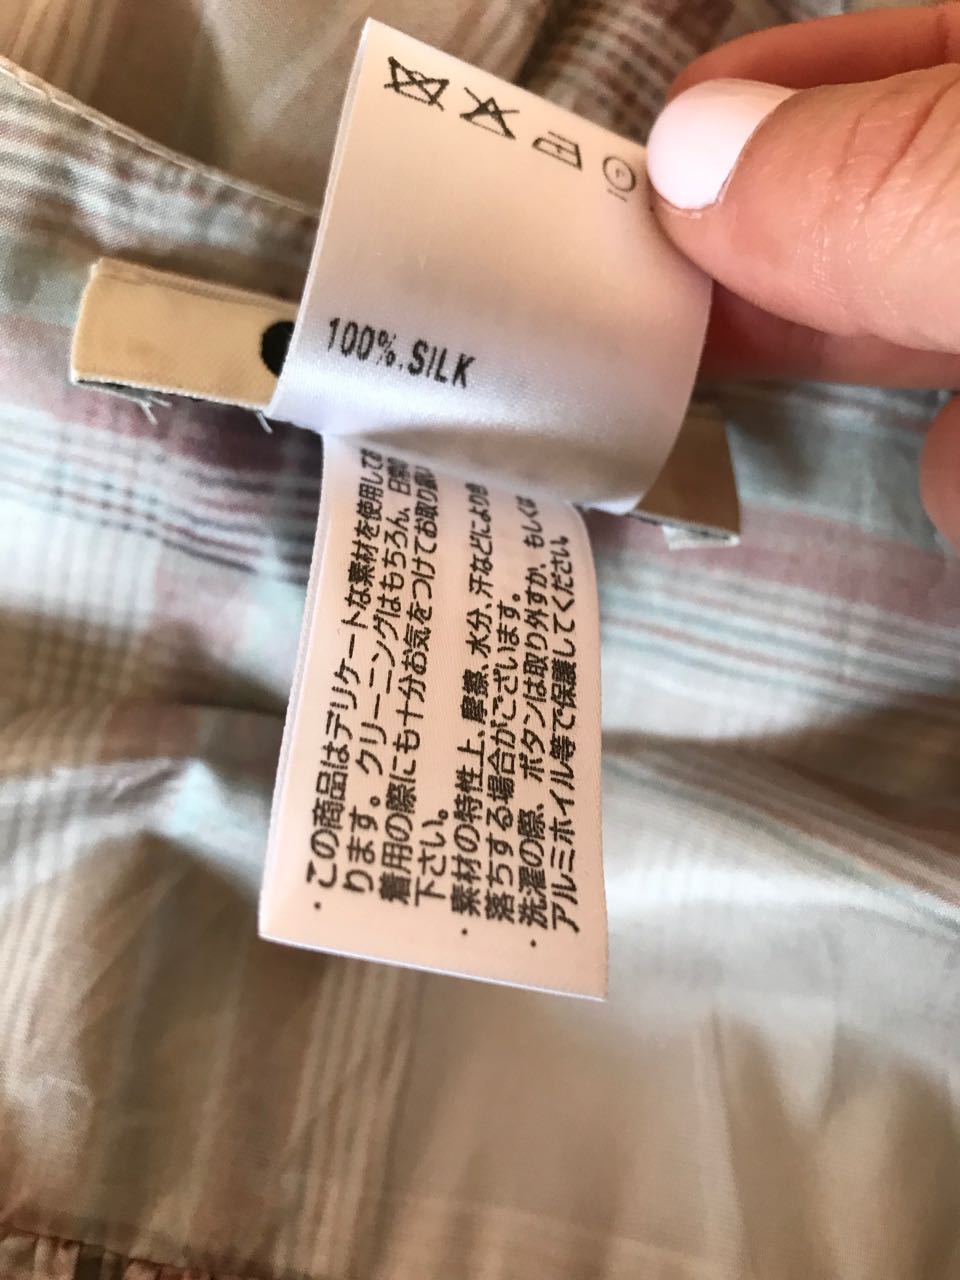 100%.SILK
・この商品はデリケートな素材を使用してお
ります。クリーニングはもちろん、日常の
着用の際にも十分お気をつけてお取り扱い
下さい。
・素材の特性上、摩擦、水分、汗などにより色
落ちする場合がございます。
・洗濯の際、ボタンは取り外すか、もしくは
アルミホイル等で保護してください。